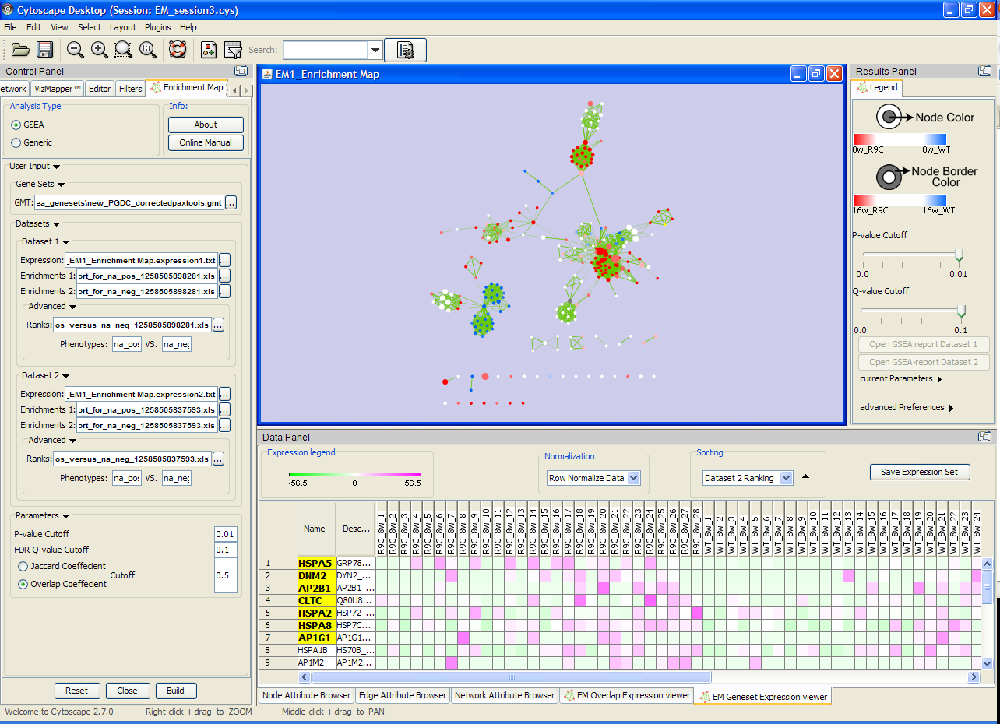 Cytoscape Desktop (Session: EM_session3.cys)
File Edit View Select Layout Plugins Help
1:1 Search:
Control Panel
etwork VizMapper™ Editor Filters Enrichment Map
Analysis Type
GSEA
Generic
Info:
About
Online Manual
User Input
Gene Sets
GMT: ea_genesets\new_PGDC_correctedpaxtools.gmt ...
Datasets
Dataset 1
Expression: _EM1_Enrichment Map.expression1.txt ...
Enrichments 1: ort_for_na_pos_1258505898281.xls ...
Enrichments 2: ort_for_na_neg_1258505898281.xls ...
Advanced
Ranks: os_versus_na_neg_1258505898281.xls ...
Phenotypes: na_pos VS. na_neg
Dataset 2
Expression: _EM1_Enrichment Map.expression2.txt ...
Enrichments 1: ort_for_na_pos_1258505837593.xls ...
Enrichments 2: ort_for_na_neg_1258505837593.xls ...
Advanced
Ranks: os_versus_na_neg_1258505837593.xls ...
Phenotypes: na_pos VS. na_neg
Parameters
P-value Cutoff 0.01
FDR Q-value Cutoff 0.1
Jaccard Coeffecient
Overlap Coeffecient
Cutoff 0.5
Reset Close Build
EM1_Enrichment Map
Results Panel
Legend
Node Color
8w_R9C 8w_WT
Node Border
Color
16w_R9C 16w_WT
P-value Cutoff
0.0 0.01
Q-value Cutoff
0.0 0.1
Open GSEA report Dataset 1
Open GSEA-report Dataset 2
current Parameters
advanced Preferences
Data Panel
Expression legend
-56.5 0 56.5
Normalization
Row Normalize Data
Sorting
Dataset 2 Ranking
Save Expression Set
Name Desc... R9C_8w_1 R9C_8w_2 R9C_8w_3 R9C_8w_4 R9C_8w_5 R9C_8w_6 R9C_8w_7 R9C_8w_8 R9C_8w_9 R9C_8w_10 R9C_8w_11 R9C_8w_12 R9C_8w_13 R9C_8w_14 R9C_8w_15 R9C_8w_16 R9C_8w_17 R9C_8w_18 R9C_8w_19 R9C_8w_20 R9C_8w_21 R9C_8w_22 R9C_8w_23 R9C_8w_24 R9C_8w_25 R9C_8w_26 R9C_8w_27 R9C_8w_28 WT_8w_1 WT_8w_2 WT_8w_3 WT_8w_4 WT_8w_5 WT_8w_6 WT_8w_7 WT_8w_8 WT_8w_9 WT_8w_10 WT_8w_11 WT_8w_12 WT_8w_13 WT_8w_14 WT_8w_15 WT_8w_16 WT_8w_17 WT_8w_18 WT_8w_19 WT_8w_20 WT_8w_21 WT_8w_22 WT_8w_23 WT_8w_24
1 HSPA5 GRP78...
2 DNM2 DYN2_...
3 AP2B1 AP2B1_...
4 CLTC Q80U8...
5 HSPA2 HSP72_...
6 HSPA8 HSP7C...
7 AP1G1 AP1G1...
8 HSPA1B HS70B_...
9 AP1M2 AP1M2...
Node Attribute Browser Edge Attribute Browser Network Attribute Browser EM Overlap Expression viewer EM Geneset Expression viewer
Welcome to Cytoscape 2.7.0 Right-click + drag to ZOOM Middle-click + drag to PAN